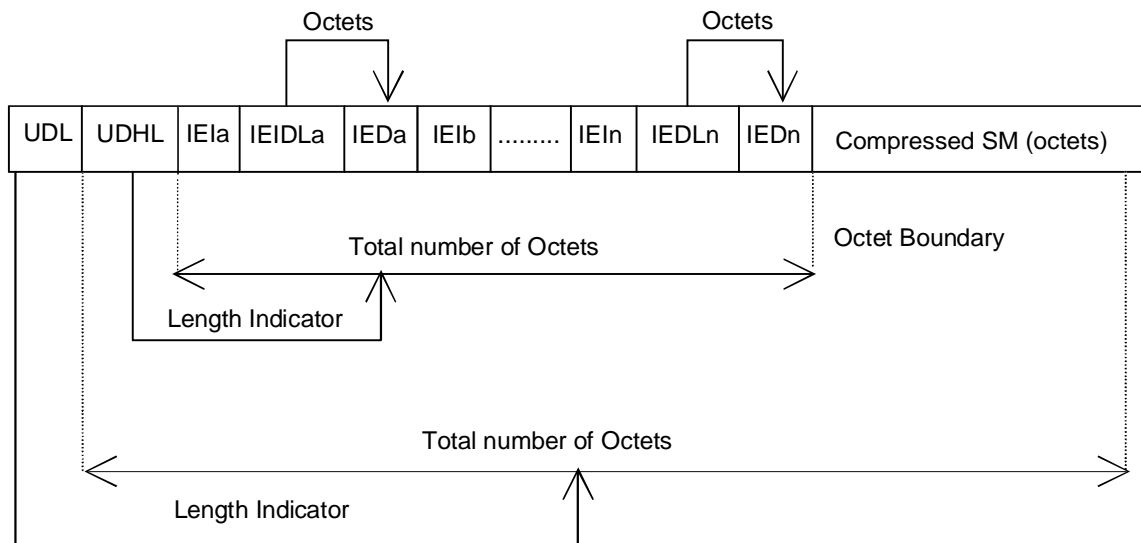 Octets Octets
UDL UDHL IEIa IEIDLa IEDa IEIb ......... IEIn IEDLn IEDn Compressed SM (octets)
Octet Boundary
Total number of Octets
Length Indicator
Total number of Octets
Length Indicator